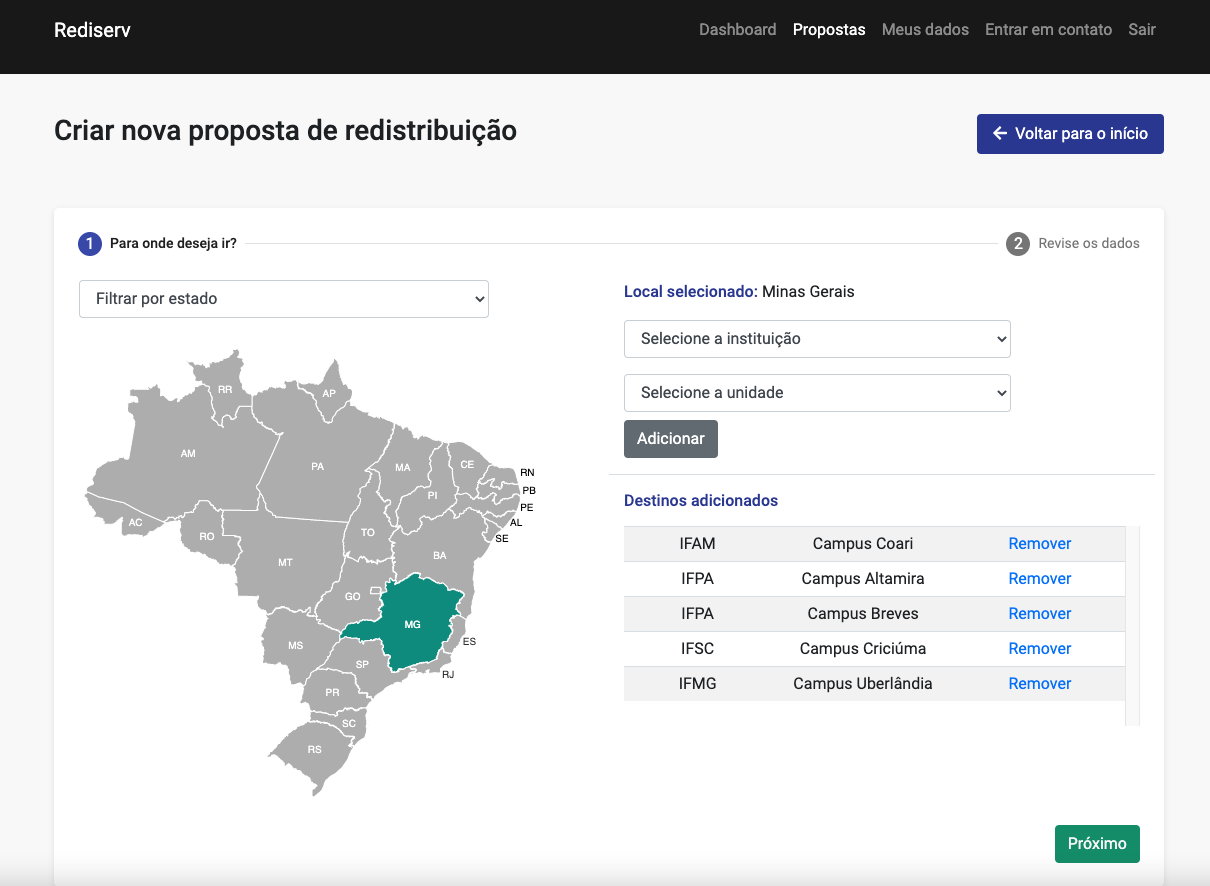 Rediserv
Dashboard Propostas Meus dados Entrar em contato Sair
Criar nova proposta de redistribuição
Voltar para o início
1 Para onde deseja ir?
2 Revise os dados
Filtrar por estado
RR
AP
AM
PA
MA
CE
RN
PI
PB
PE
AC
AL
RO
TO
SE
BA
MT
GO
MG
ES
MS
SP
RJ
PR
SC
RS
Local selecionado: Minas Gerais
Selecione a instituição
Selecione a unidade
Adicionar
Destinos adicionados
IFAM Campus Coari Remover
IFPA Campus Altamira Remover
IFPA Campus Breves Remover
IFSC Campus Criciúma Remover
IFMG Campus Uberlândia Remover
Próximo